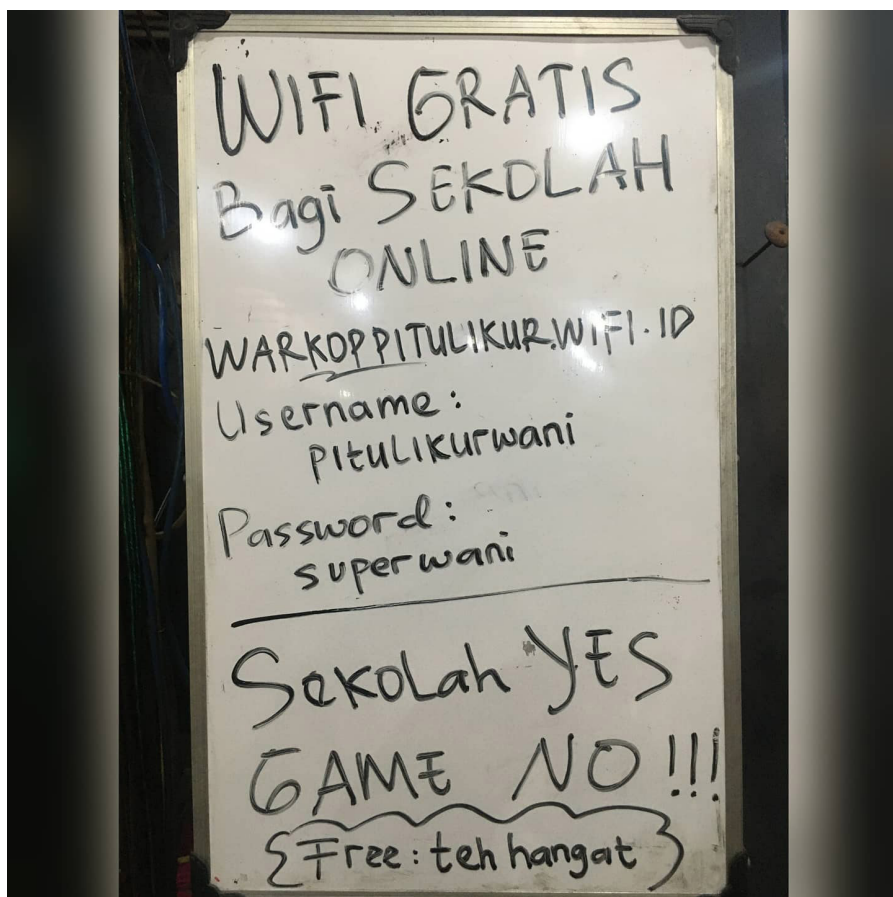 WIFI GRATIS
Bagi SEKOLAH
ONLINE
WARKOPPITULIKUR.WIFI.ID
Username:
pitulikurwani
Password:
superwani
Sekolah YES
GAME NO!!!
{Free: teh hangat}